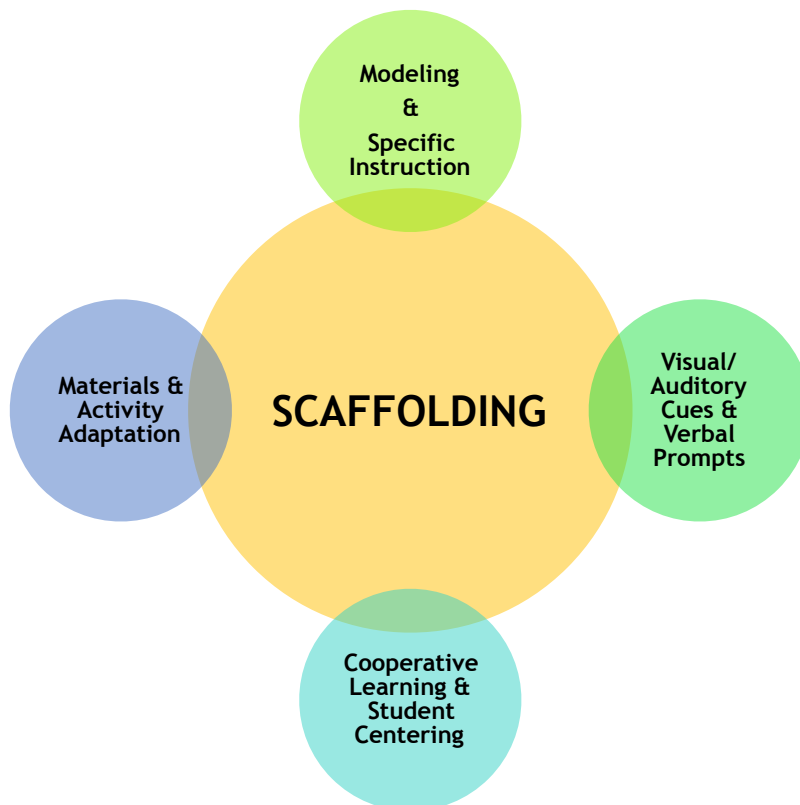 Modeling
&
Specific
Instruction
Materials &
Activity
Adaptation
SCAFFOLDING
Visual/
Auditory
Cues &
Verbal
Prompts
Cooperative
Learning &
Student
Centering